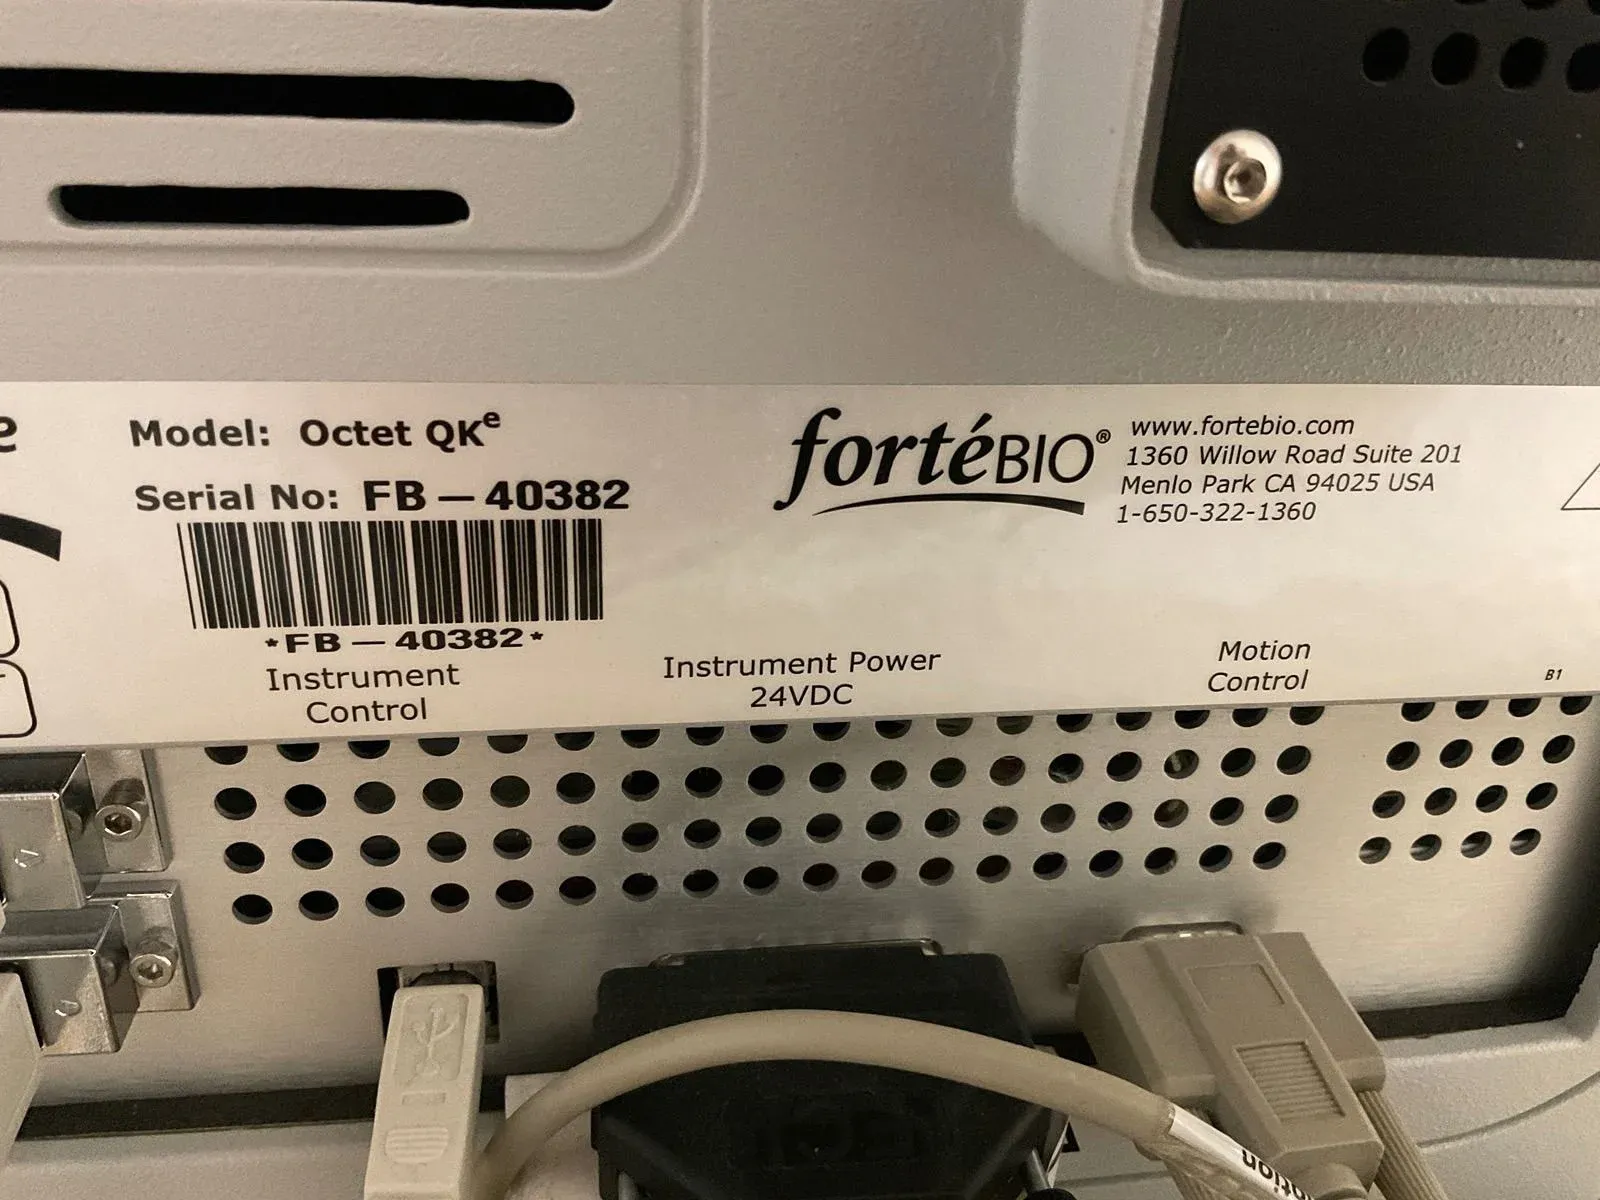 e
Model: Octet QKe
Serial No: FB – 40382
*FB – 40382*
Instrument
Control
Instrument Power
24VDC
fortéBIO®
www.fortebio.com
1360 Willow Road Suite 201
Menlo Park CA 94025 USA
1-650-322-1360
Motion
Control
B1